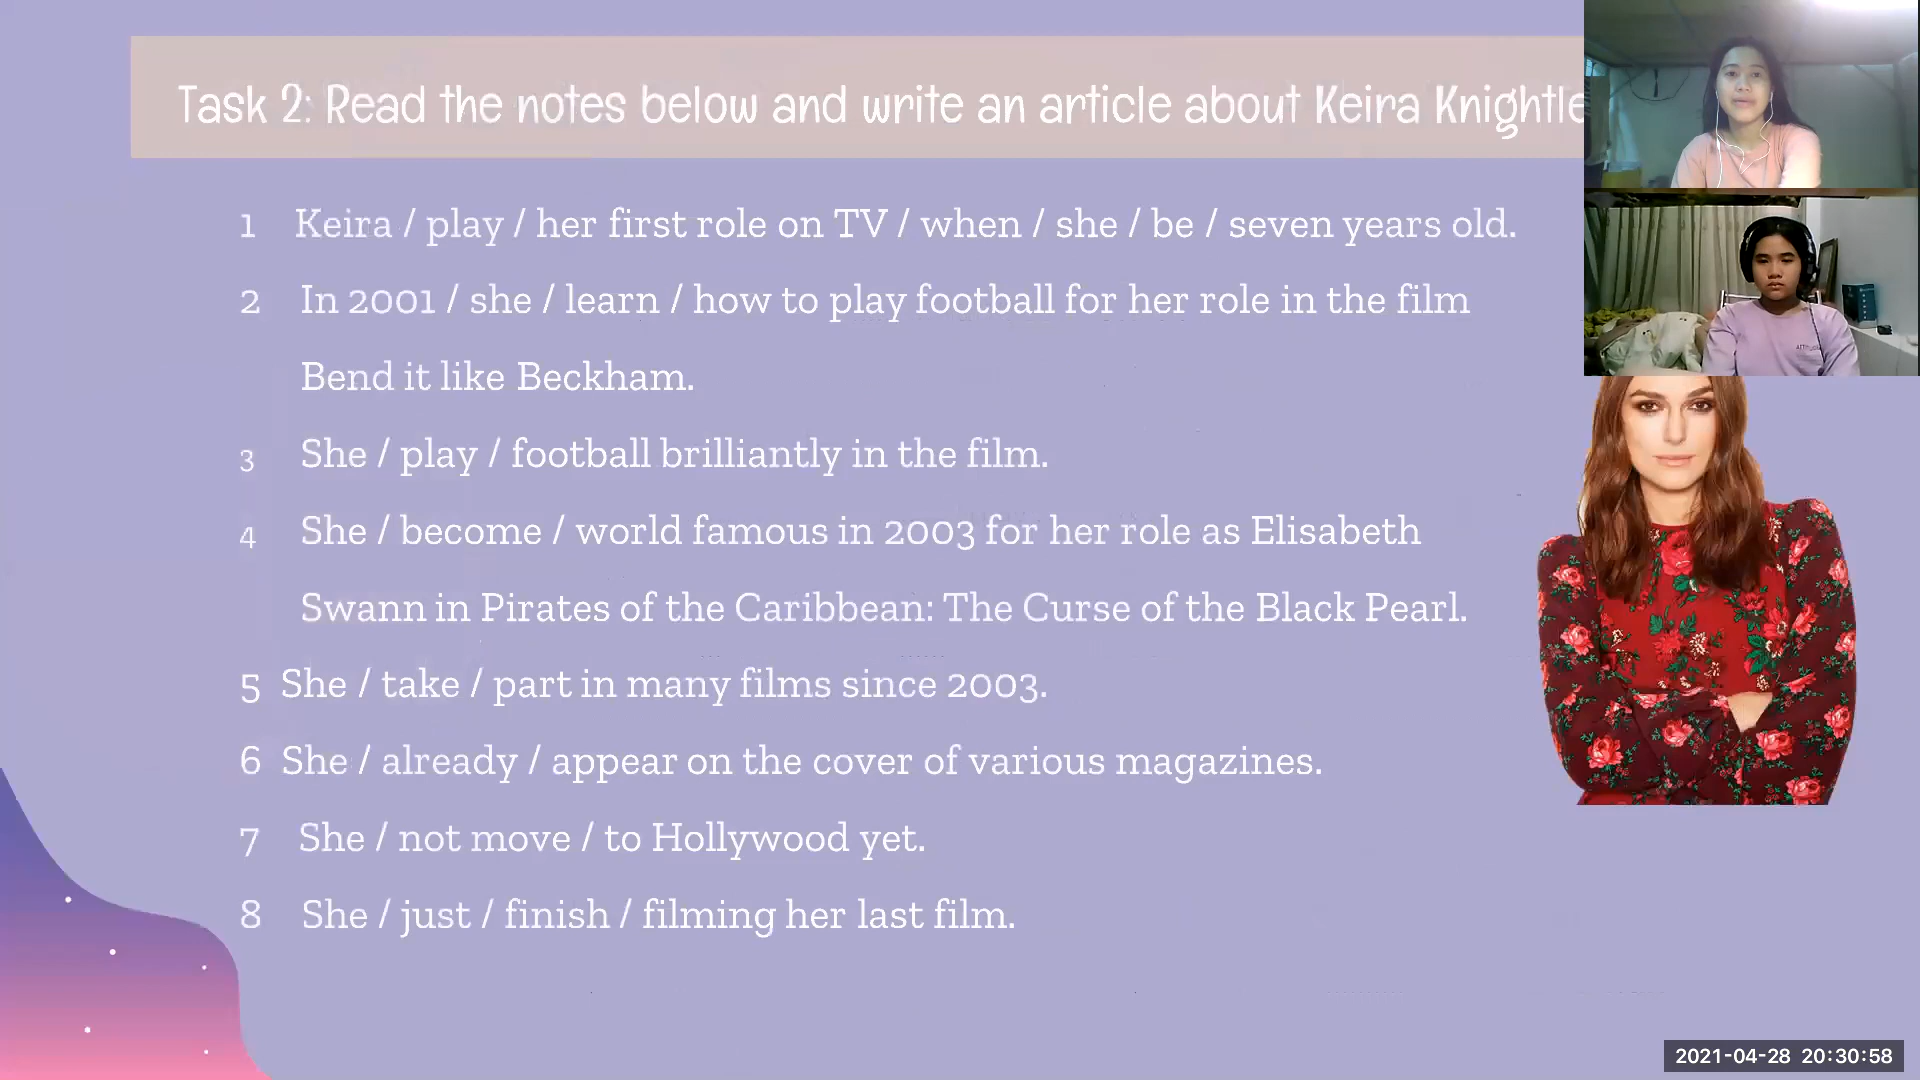 Task 2: Read the notes below and write an article about Keira Knightle
1 Keira / play / her first role on TV / when / she / be / seven years old.
2 In 2001 / she / learn / how to play football for her role in the film
Bend it like Beckham.
3 She / play / football brilliantly in the film.
4 She / become / world famous in 2003 for her role as Elisabeth
Swann in Pirates of the Caribbean: The Curse of the Black Pearl.
5 She / take / part in many films since 2003.
6 She / already / appear on the cover of various magazines.
7 She / not move / to Hollywood yet.
8 She / just / finish / filming her last film.
2021-04-28 20:30:58